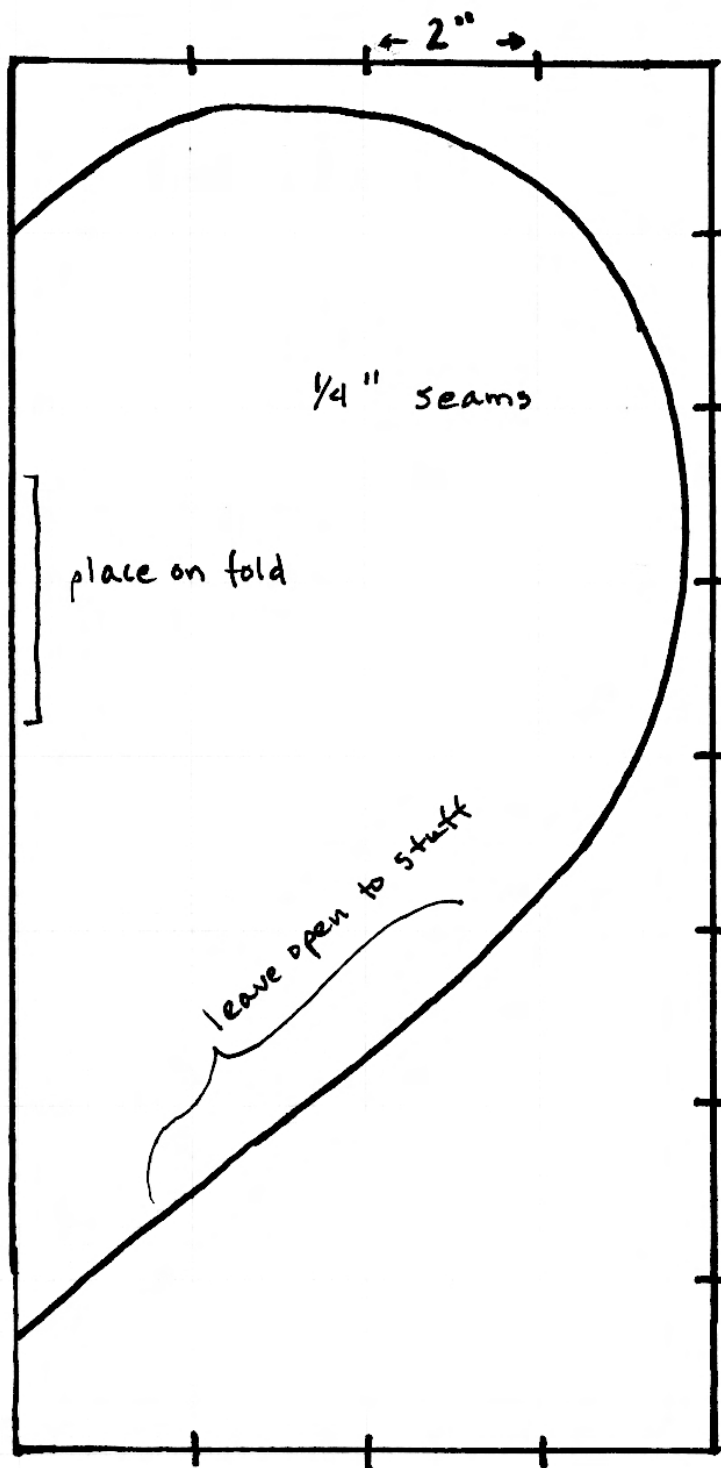 ← 2" →
1/4" seams
place on fold
leave open to stuff